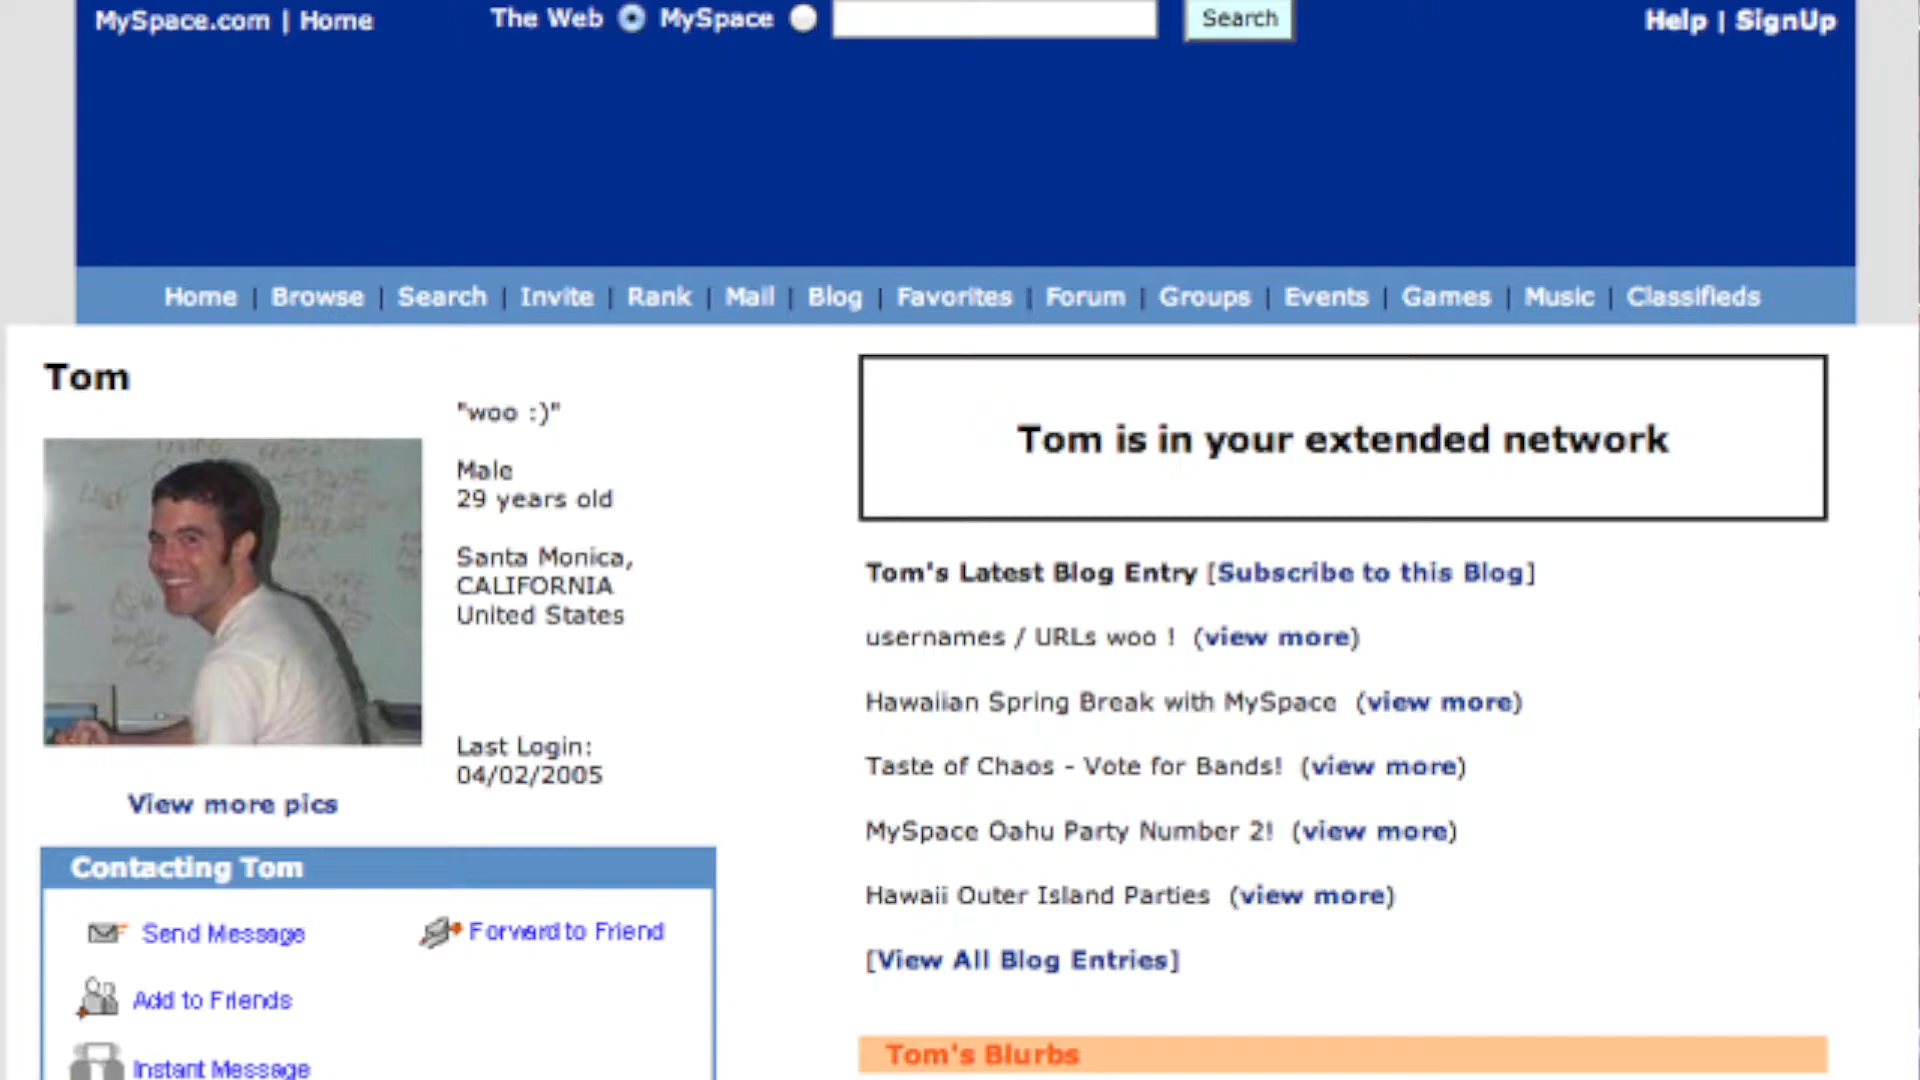 MySpace.com | Home
The Web MySpace Search
Help | SignUp
Home | Browse | Search | Invite | Rank | Mail | Blog | Favorites | Forum | Groups | Events | Games | Music | Classifieds
Tom
"woo :)"
Male
29 years old
Santa Monica,
CALIFORNIA
United States
Last Login:
04/02/2005
View more pics
Contacting Tom
Send Message
Forward to Friend
Add to Friends
Instant Message
Tom is in your extended network
Tom's Latest Blog Entry [Subscribe to this Blog]
usernames / URLs woo ! (view more)
Hawaiian Spring Break with MySpace (view more)
Taste of Chaos - Vote for Bands! (view more)
MySpace Oahu Party Number 2! (view more)
Hawaii Outer Island Parties (view more)
[View All Blog Entries]
Tom's Blurbs